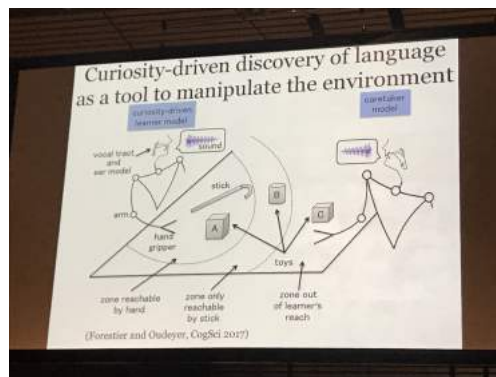 Curiosity-driven discovery of language
as a tool to manipulate the environment
curiosity-driven
learner model
caretaker
model
sound
vocal tract
and
ear model
stick
arm
hand
gripper
A
B
C
toys
zone reachable
by hand
zone only
reachable
by stick
zone out
of learner's
reach
(Forestier and Oudeyer, CogSci 2017)